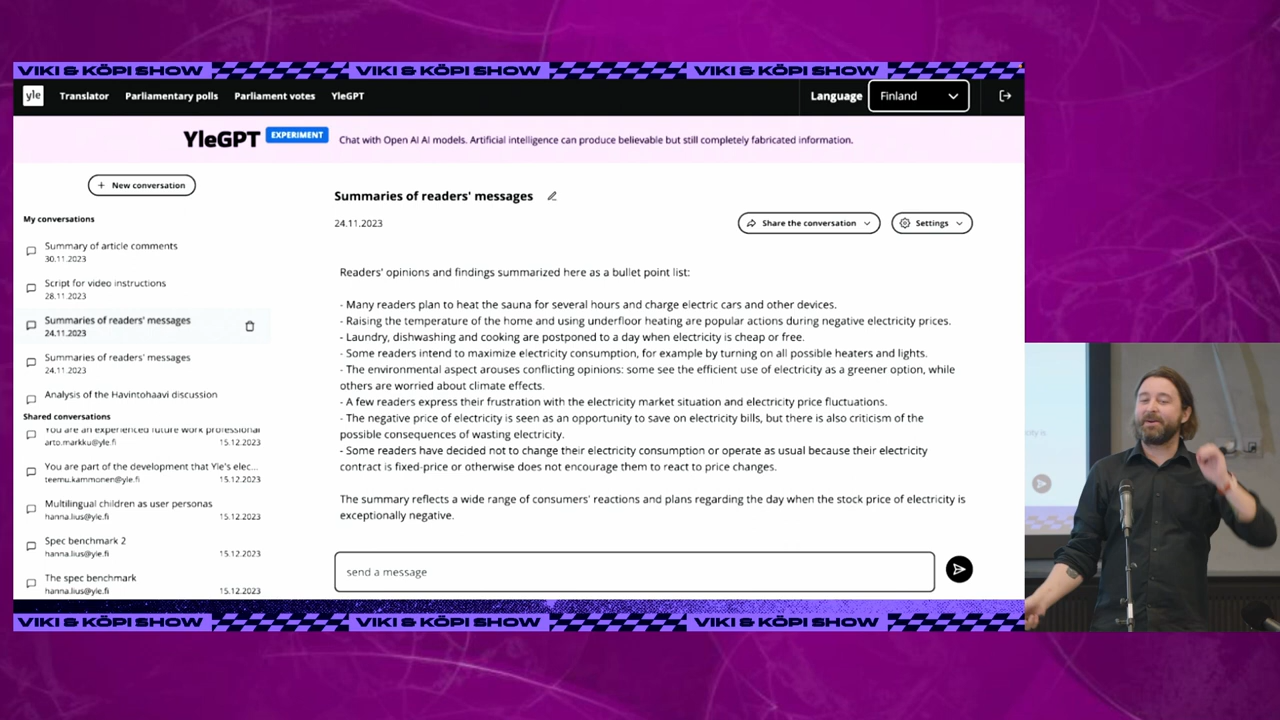 VIKI & KÖPI SHOW VIKI & KÖPI SHOW VIKI & KÖPI SHOW
yle Translator Parliamentary polls Parliament votes YleGPT Language Finland
YleGPT EXPERIMENT Chat with Open AI AI models. Artificial intelligence can produce believable but still completely fabricated information.
+ New conversation
My conversations
Summary of article comments
30.11.2023
Script for video instructions
28.11.2023
Summaries of readers' messages
24.11.2023
Summaries of readers' messages
24.11.2023
Analysis of the Havintohaavi discussion
Shared conversations
You are an experienced future work professional
arto.markku@yle.fi 15.12.2023
You are part of the development that Yle's elec...
teemu.kammonen@yle.fi 15.12.2023
Multilingual children as user personas
hanna.lius@yle.fi 15.12.2023
Spec benchmark 2
hanna.lius@yle.fi 15.12.2023
The spec benchmark
hanna.lius@yle.fi 15.12.2023
Summaries of readers' messages
24.11.2023
Share the conversation Settings
Readers' opinions and findings summarized here as a bullet point list:
- Many readers plan to heat the sauna for several hours and charge electric cars and other devices.
- Raising the temperature of the home and using underfloor heating are popular actions during negative electricity prices.
- Laundry, dishwashing and cooking are postponed to a day when electricity is cheap or free.
- Some readers intend to maximize electricity consumption, for example by turning on all possible heaters and lights.
- The environmental aspect arouses conflicting opinions: some see the efficient use of electricity as a greener option, while
others are worried about climate effects.
- A few readers express their frustration with the electricity market situation and electricity price fluctuations.
- The negative price of electricity is seen as an opportunity to save on electricity bills, but there is also criticism of the
possible consequences of wasting electricity.
- Some readers have decided not to change their electricity consumption or operate as usual because their electricity
contract is fixed-price or otherwise does not encourage them to react to price changes.
The summary reflects a wide range of consumers' reactions and plans regarding the day when the stock price of electricity is
exceptionally negative.
send a message
VIKI & KÖPI SHOW VIKI & KÖPI SHOW VIKI & KÖPI SHOW